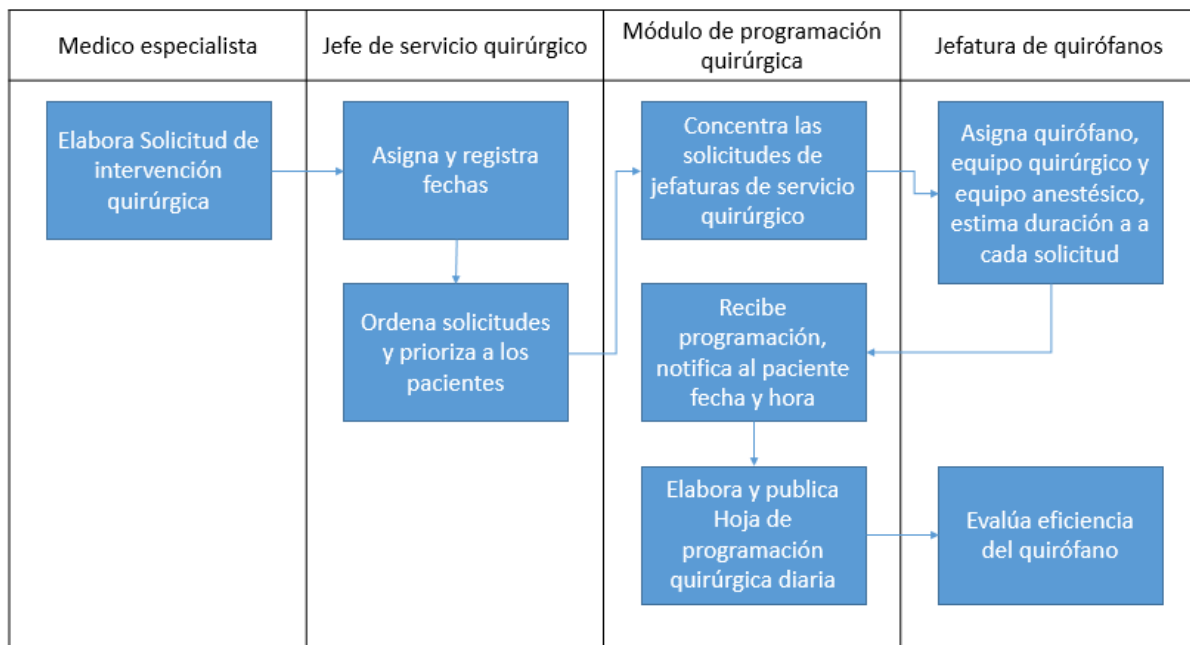 Medico especialista
Jefe de servicio quirúrgico
Módulo de programación
quirúrgica
Jefatura de quirófanos
Elabora Solicitud de
intervención
quirúrgica
Asigna y registra
fechas
Ordena solicitudes
y prioriza a los
pacientes
Concentra las
solicitudes de
jefaturas de servicio
quirúrgico
Asigna quirófano,
equipo quirúrgico y
equipo anestésico,
estima duración a a
cada solicitud
Recibe
programación,
notifica al paciente
fecha y hora
Elabora y publica
Hoja de
programación
quirúrgica diaria
Evalúa eficiencia
del quirófano